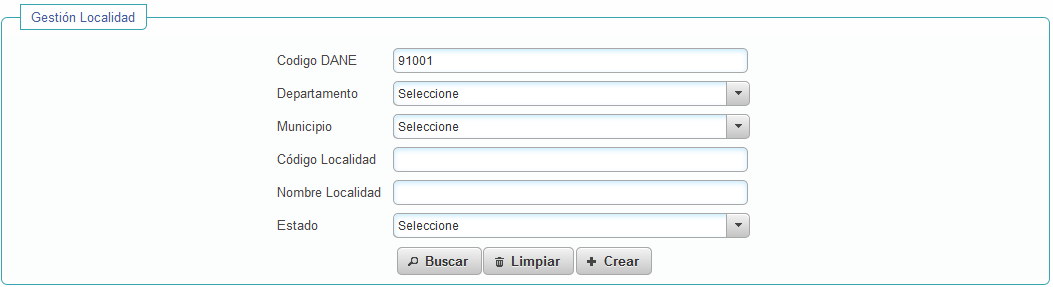 Gestión Localidad
Codigo DANE 91001
Departamento Seleccione
Municipio Seleccione
Código Localidad
Nombre Localidad
Estado Seleccione
Buscar Limpiar Crear